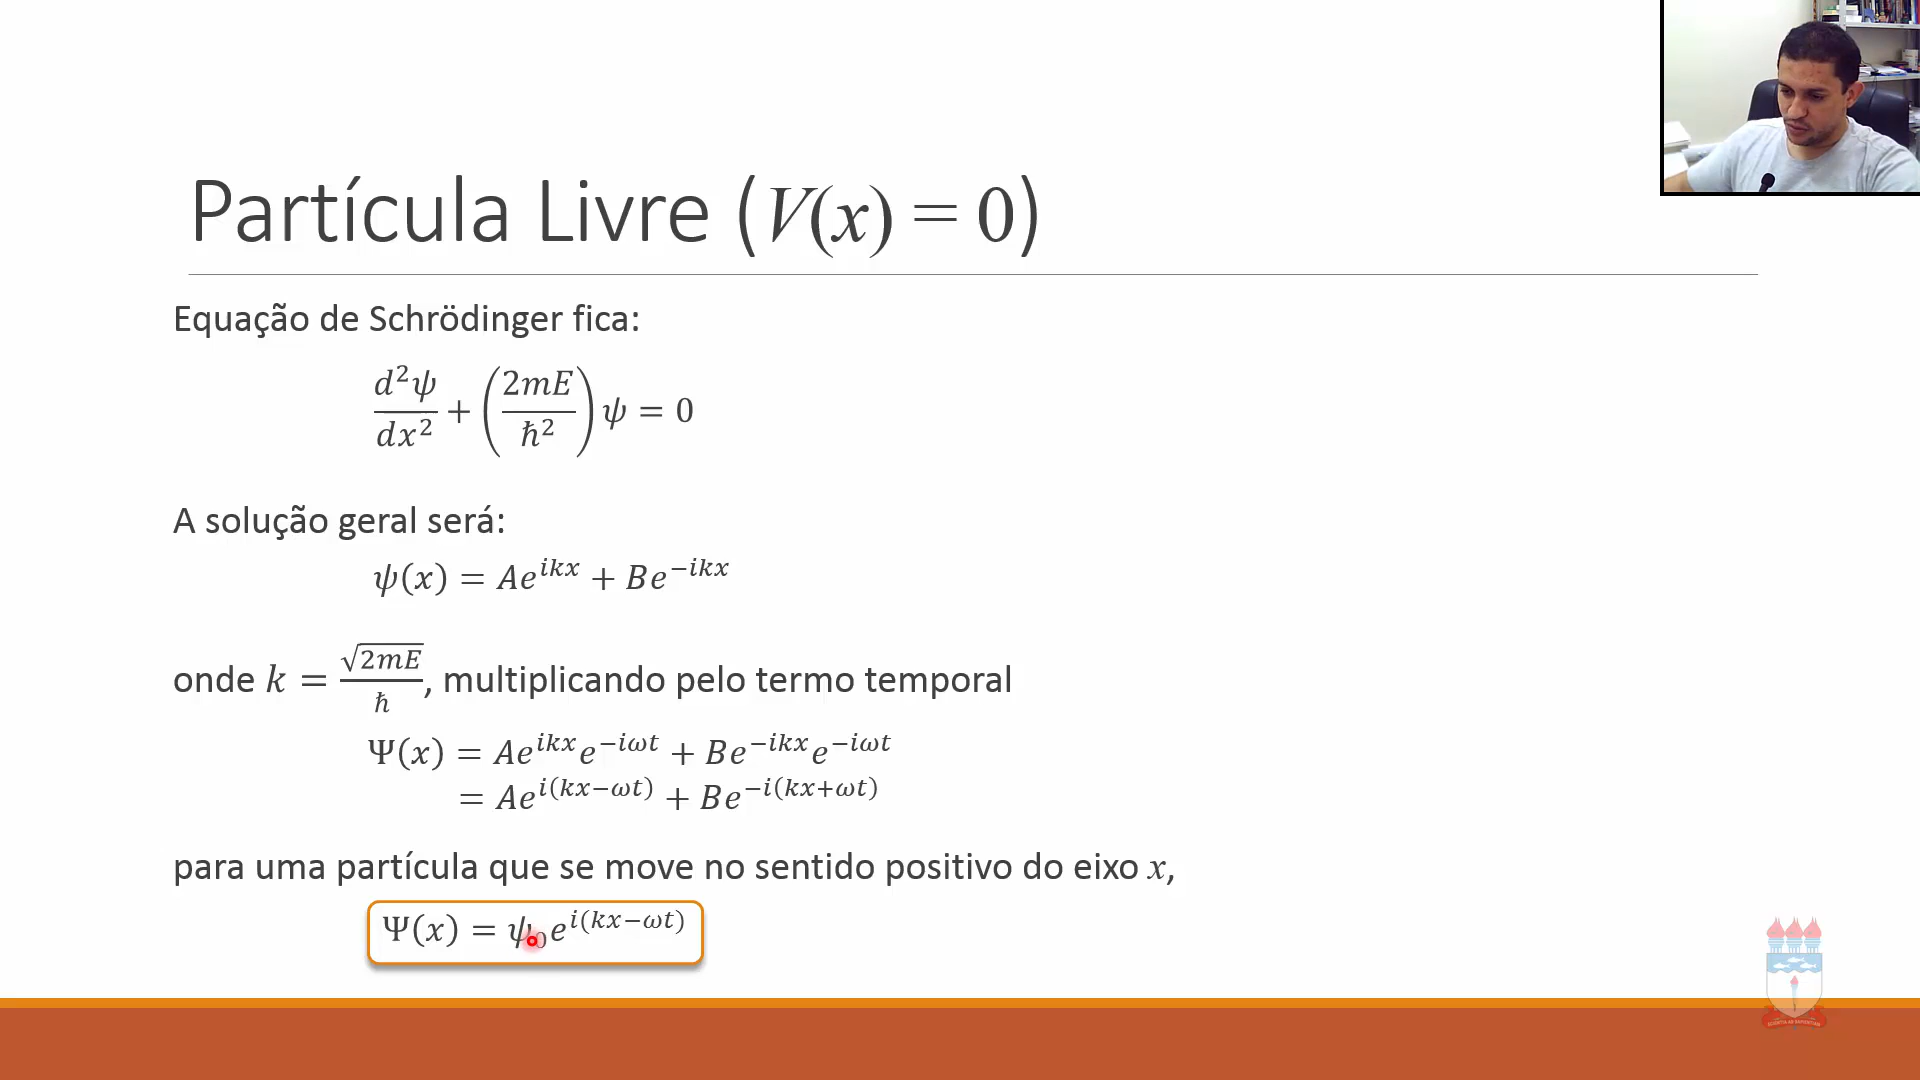 Partícula Livre (V(x) = 0)
Equação de Schrödinger fica:
d²ψ/dx² + (2mE/ħ²) ψ = 0
A solução geral será:
ψ(x) = Ae^{ikx} + Be^{−ikx}
onde k = √(2mE)/ħ, multiplicando pelo termo temporal
Ψ(x) = Ae^{ikx}e^{−iωt} + Be^{−ikx}e^{−iωt}
= Ae^{i(kx−ωt)} + Be^{−i(kx+ωt)}
para uma partícula que se move no sentido positivo do eixo x,
Ψ(x) = ψ₀e^{i(kx−ωt)}